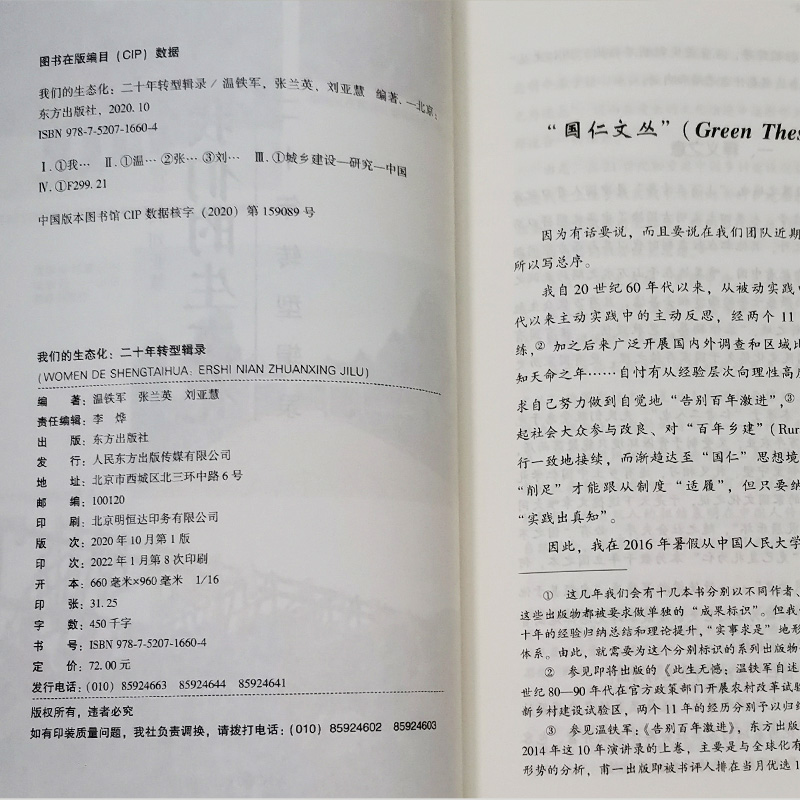 图书在版编目（CIP）数据
我们的生态化：二十年转型辑录 / 温铁军，张兰英，刘亚慧 编著. —北京：
东方出版社，2020.10
ISBN 978-7-5207-1660-4
Ⅰ.①我… Ⅱ.①温…②张…③刘… Ⅲ.①城乡建设—研究—中国
Ⅳ.①F299.21
中国版本图书馆 CIP 数据核字（2020）第 159089 号
我们的生态化：二十年转型辑录
（WOMEN DE SHENGTAIHUA：ERSHI NIAN ZHUANXING JILU）
编 著：温铁军 张兰英 刘亚慧
责任编辑：李 烨
出 版：东方出版社
发 行：人民东方出版传媒有限公司
地 址：北京市西城区北三环中路 6 号
邮 编：100120
印 刷：北京明恒达印务有限公司
版 次：2020 年 10 月第 1 版
印 次：2022 年 1 月第 8 次印刷
开 本：660 毫米×960 毫米 1/16
印 张：31.25
字 数：450 千字
书 号：ISBN 978-7-5207-1660-4
定 价：72.00 元
发行电话：（010）85924663 85924644 85924641
版权所有，违者必究
如有印装质量问题，我社负责调换，请拨打电话：（010）85924602 85924603
“国仁文丛”（Green Thes
因为有话要说，而且要说在我们团队近期
所以写总序。
我自 20 世纪 60 年代以来，从被动实践
代以来主动实践中的主动反思，经两个 11
练，② 加之后来广泛开展国内外调查和区域比
知天命之年……自忖有从经验层次向理性高
求自己努力做到自觉地“告别百年激进”，③
起社会大众参与改良、对“百年乡建”（Rur
行一致地接续，而渐趋达至“国仁”思想境
“削足”才能跟从制度“适履”，但只要纳
“实践出真知”。
因此，我在 2016 年暑假从中国人民大学
① 这几年我们会有十几本书分别以不同作者、
这些出版物都被要求做单独的“成果标识”。但我
十年的经验归纳总结和理论提升，“实事求是”地形
体系。由此，就需要为这个分别标识的系列出版物
② 参见即将出版的《此生无憾：温铁军自述
世纪 80—90 年代在官方政策部门开展农村改革试验
新乡村建设试验区，两个 11 年的经历分别予以归
③ 参见温铁军：《告别百年激进》，东方出版
2014 年这 10 年演讲录的上卷，主要是与全球化有
形势的分析，甫一出版即被书评人排在当月优选 1